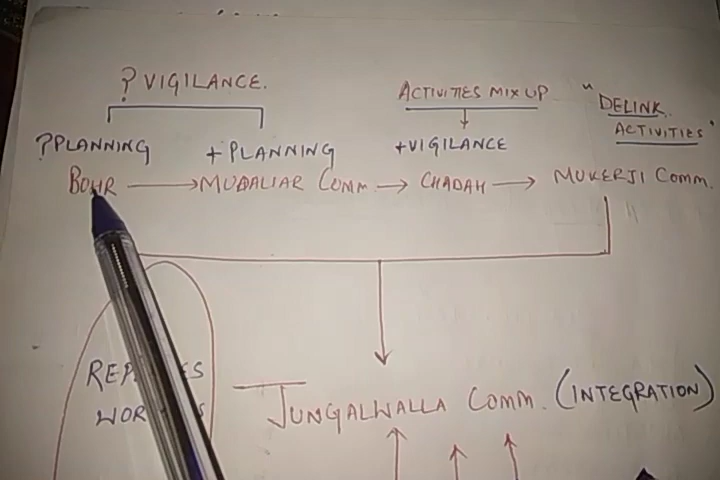 ? VIGILANCE.
ACTIVITIES MIX UP
"DELINK
ACTIVITIES"
?PLANNING
+ PLANNING
+VIGILANCE
BOHR → MUDALIAR COMM → CHADAH → MUKERJI COMM.
JUNGALWALLA COMM. (INTEGRATION)